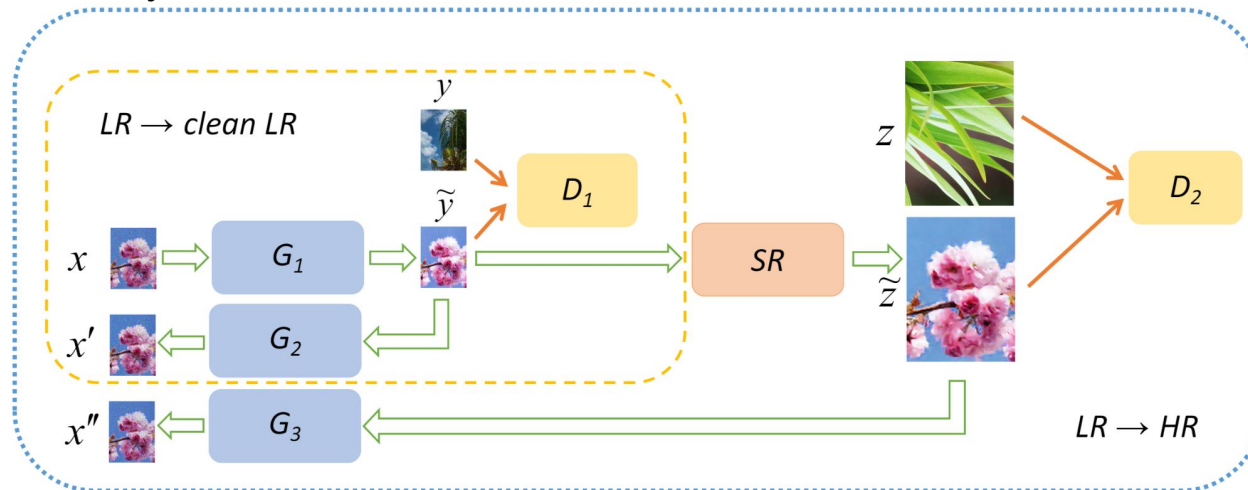 y
LR → clean LR
z
D₁
D₂
ỹ
x
G₁
SR
z̃
x′
G₂
x″
G₃
LR → HR